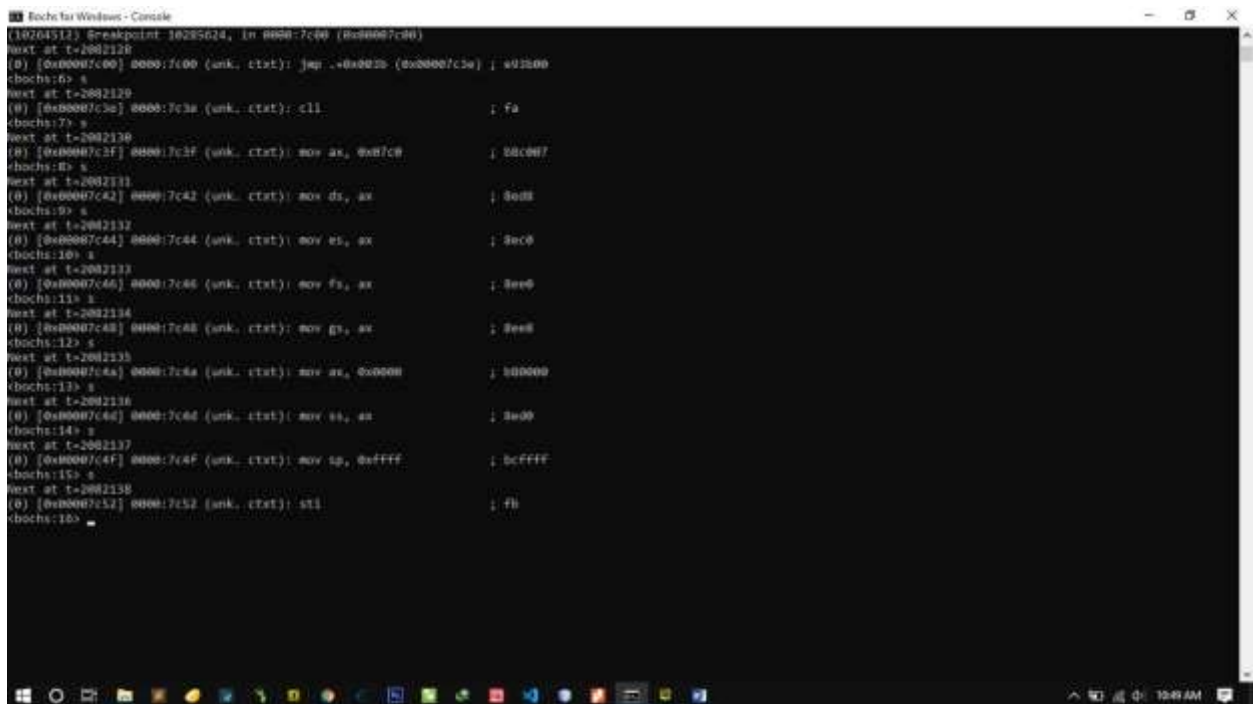 Bochs for Windows - Console
(10264512) Breakpoint 10285624, in 0000:7c00 (0x00007c00)
Next at t=2082128
(0) [0x00007c00] 0000:7c00 (unk. ctxt): jmp .+0x003b (0x00007c3e) ; e93b00
<bochs:6> s
Next at t=2082129
(0) [0x00007c3e] 0000:7c3e (unk. ctxt): cli ; fa
<bochs:7> s
Next at t=2082130
(0) [0x00007c3f] 0000:7c3f (unk. ctxt): mov ax, 0x07c0 ; b8c007
<bochs:8> s
Next at t=2082131
(0) [0x00007c42] 0000:7c42 (unk. ctxt): mov ds, ax ; 8ed8
<bochs:9> s
Next at t=2082132
(0) [0x00007c44] 0000:7c44 (unk. ctxt): mov es, ax ; 8ec0
<bochs:10> s
Next at t=2082133
(0) [0x00007c46] 0000:7c46 (unk. ctxt): mov fs, ax ; 8ee0
<bochs:11> s
Next at t=2082134
(0) [0x00007c48] 0000:7c48 (unk. ctxt): mov gs, ax ; 8ee8
<bochs:12> s
Next at t=2082135
(0) [0x00007c4a] 0000:7c4a (unk. ctxt): mov ax, 0x0000 ; b80000
<bochs:13> s
Next at t=2082136
(0) [0x00007c4d] 0000:7c4d (unk. ctxt): mov ss, ax ; 8ed0
<bochs:14> s
Next at t=2082137
(0) [0x00007c4f] 0000:7c4f (unk. ctxt): mov sp, 0xffff ; bcffff
<bochs:15> s
Next at t=2082138
(0) [0x00007c52] 0000:7c52 (unk. ctxt): sti ; fb
<bochs:16>
10:49 AM